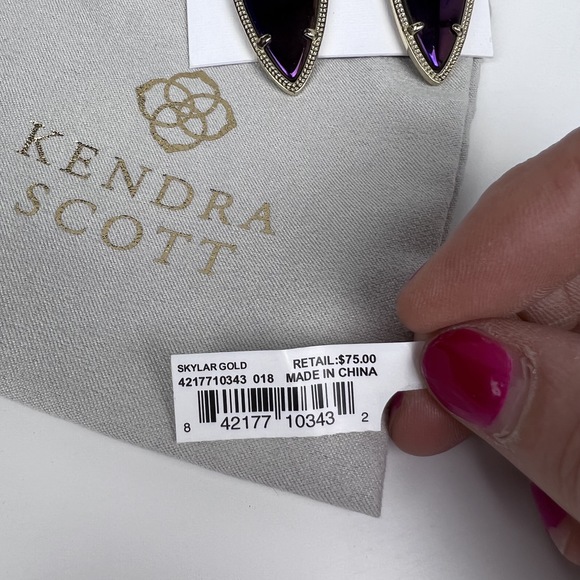 KENDRA
SCOTT
SKYLAR GOLD RETAIL:$75.00
4217710343 018 MADE IN CHINA
8 42177 10343 2